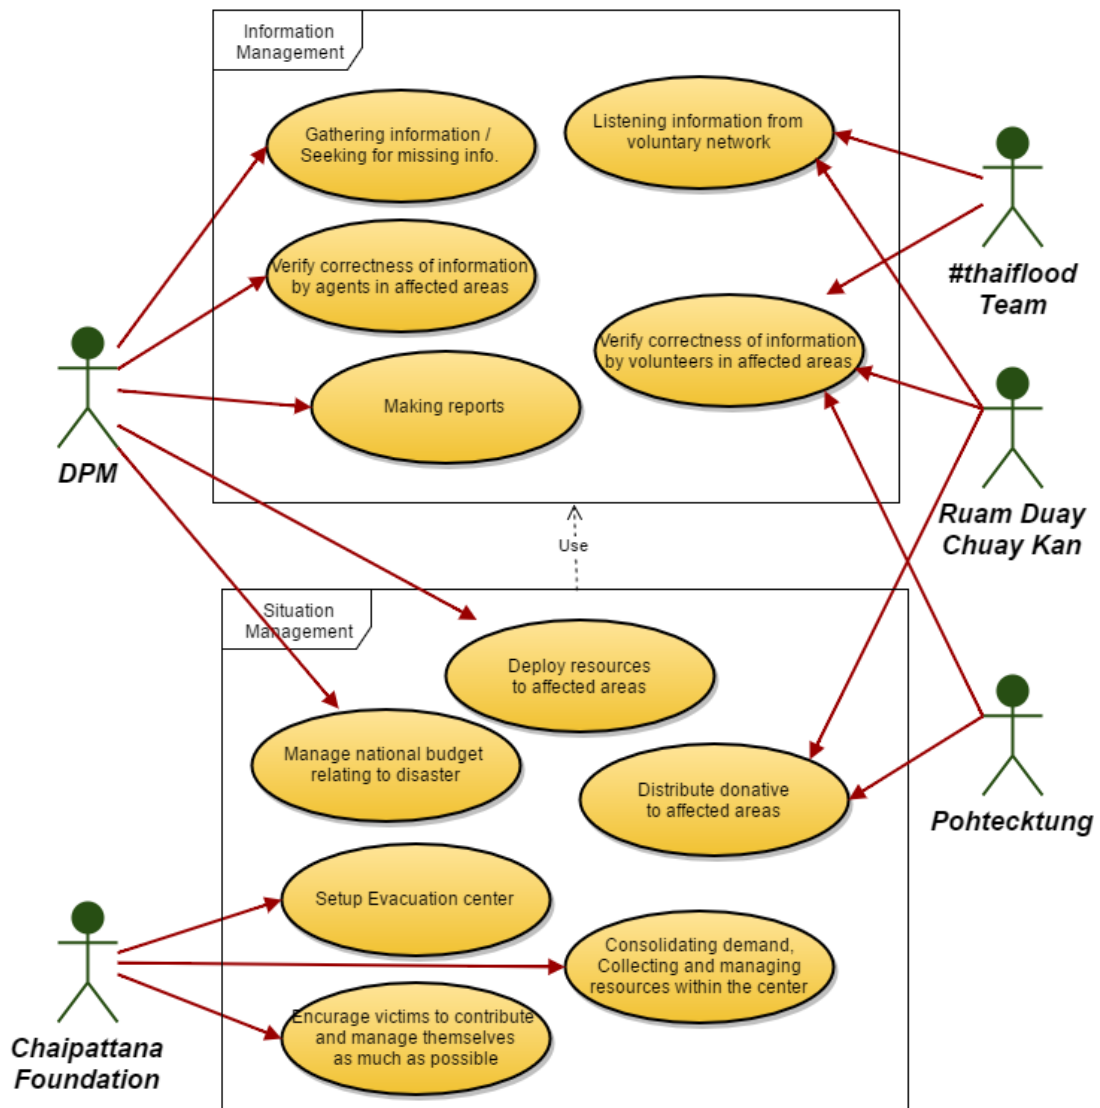 Information
Management
Gathering information /
Seeking for missing info.
Listening information from
voluntary network
Verify correctness of information
by agents in affected areas
Verify correctness of information
by volunteers in affected areas
Making reports
#thaiflood
Team
DPM
Ruam Duay
Chuay Kan
Use
Situation
Management
Deploy resources
to affected areas
Manage national budget
relating to disaster
Distribute donative
to affected areas
Pohtecktung
Setup Evacuation center
Consolidating demand,
Collecting and managing
resources within the center
Encurage victims to contribute
and manage themselves
as much as possible
Chaipattana
Foundation